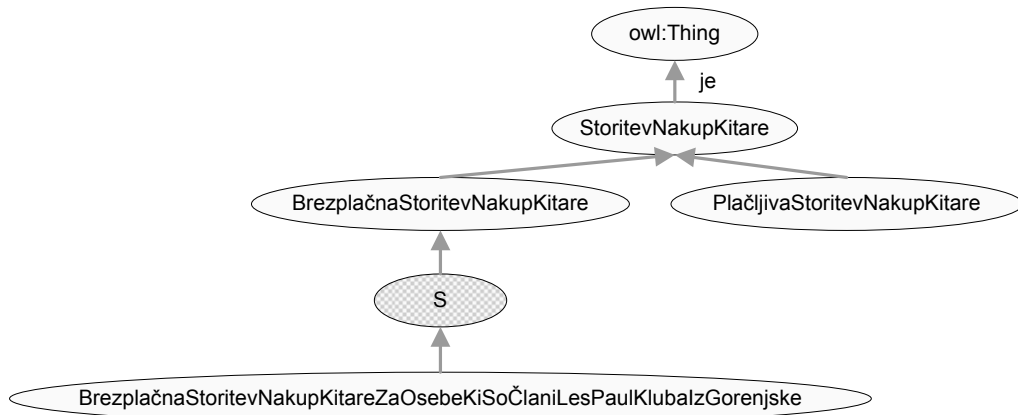 owl:Thing
je
StoritevNakupKitare
BrezplačnaStoritevNakupKitare
PlačljivaStoritevNakupKitare
S
BrezplačnaStoritevNakupKitareZaOsebeKiSoČlaniLesPaulKlubaIzGorenjske